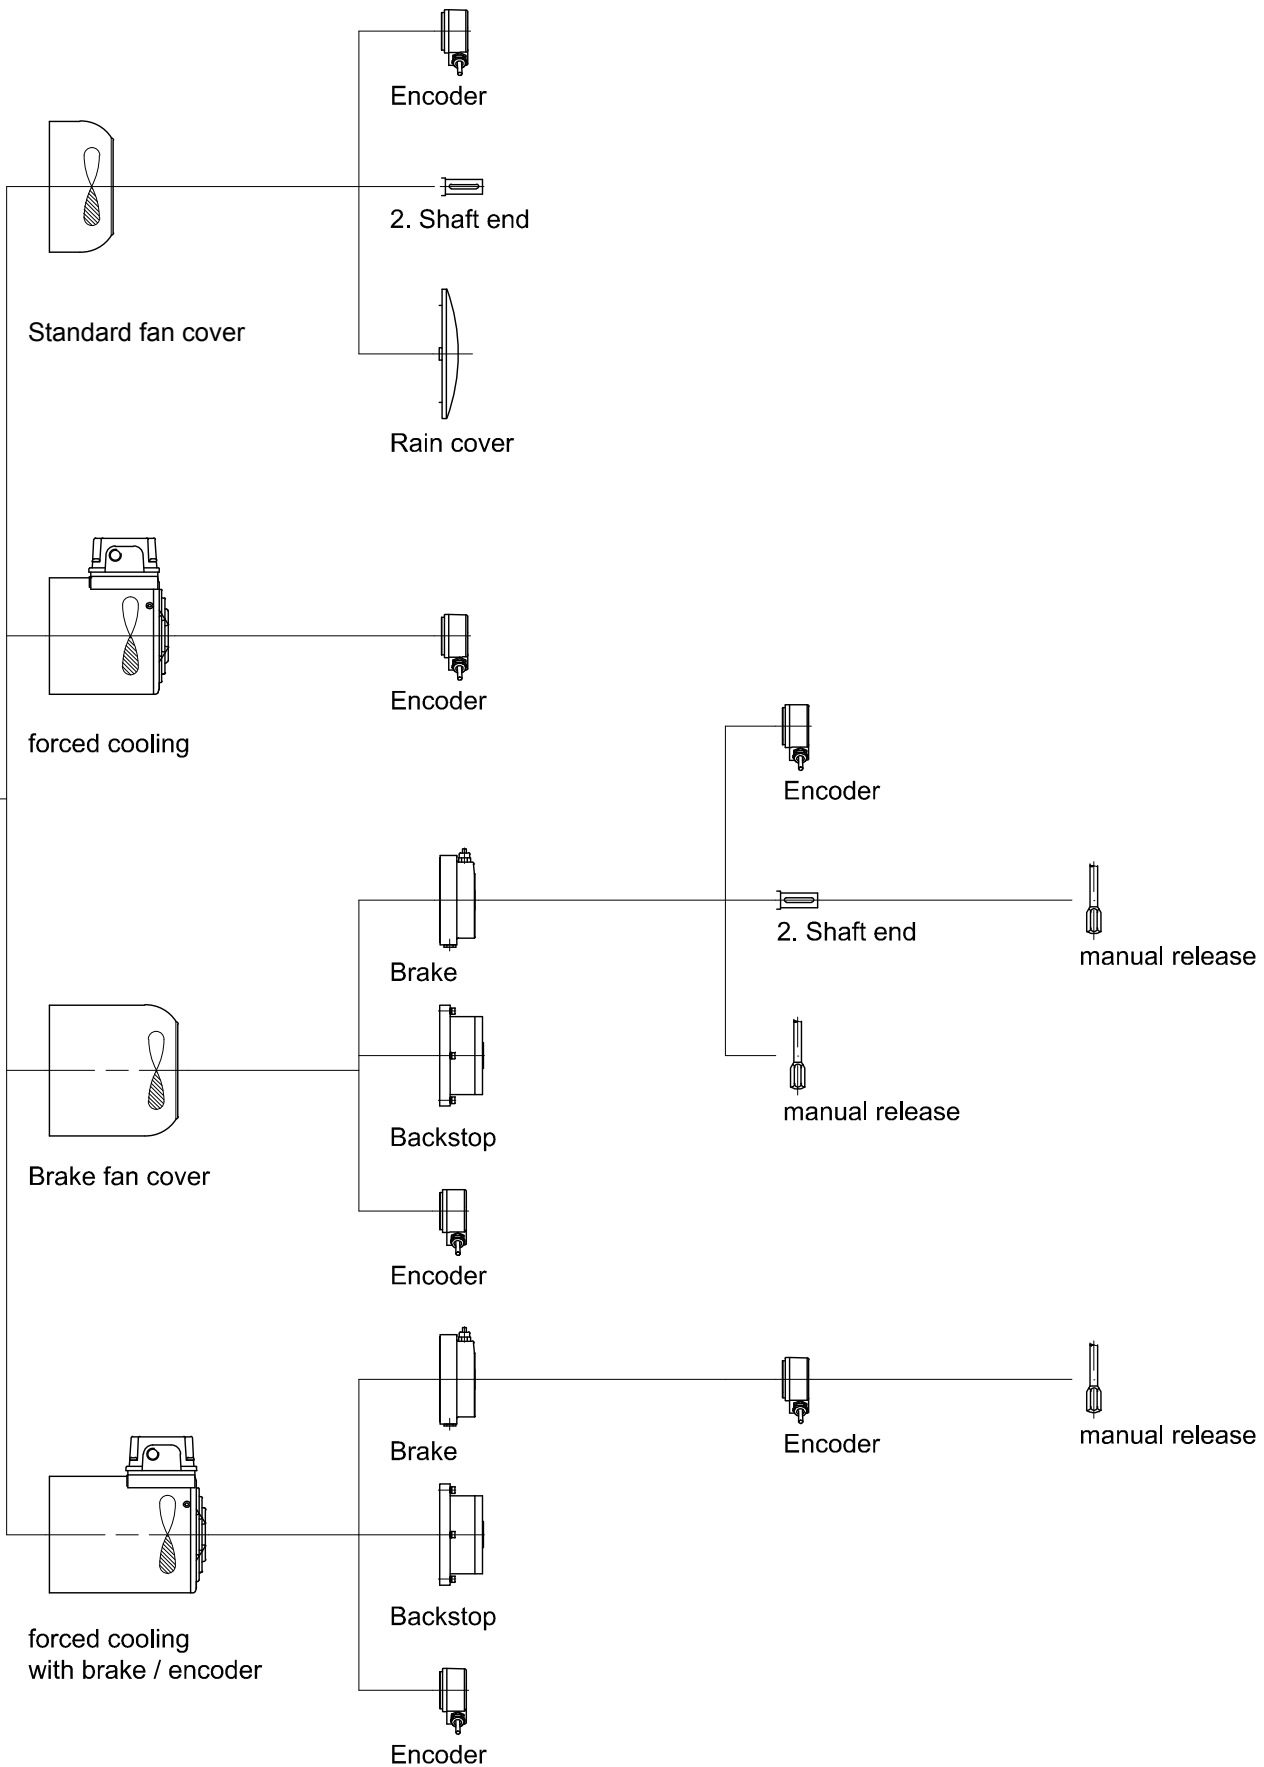 Encoder
2. Shaft end
Standard fan cover
Rain cover
Encoder
forced cooling
Encoder
2. Shaft end
manual release
Brake
manual release
Backstop
Brake fan cover
Encoder
Encoder
manual release
Brake
Backstop
forced cooling
with brake / encoder
Encoder